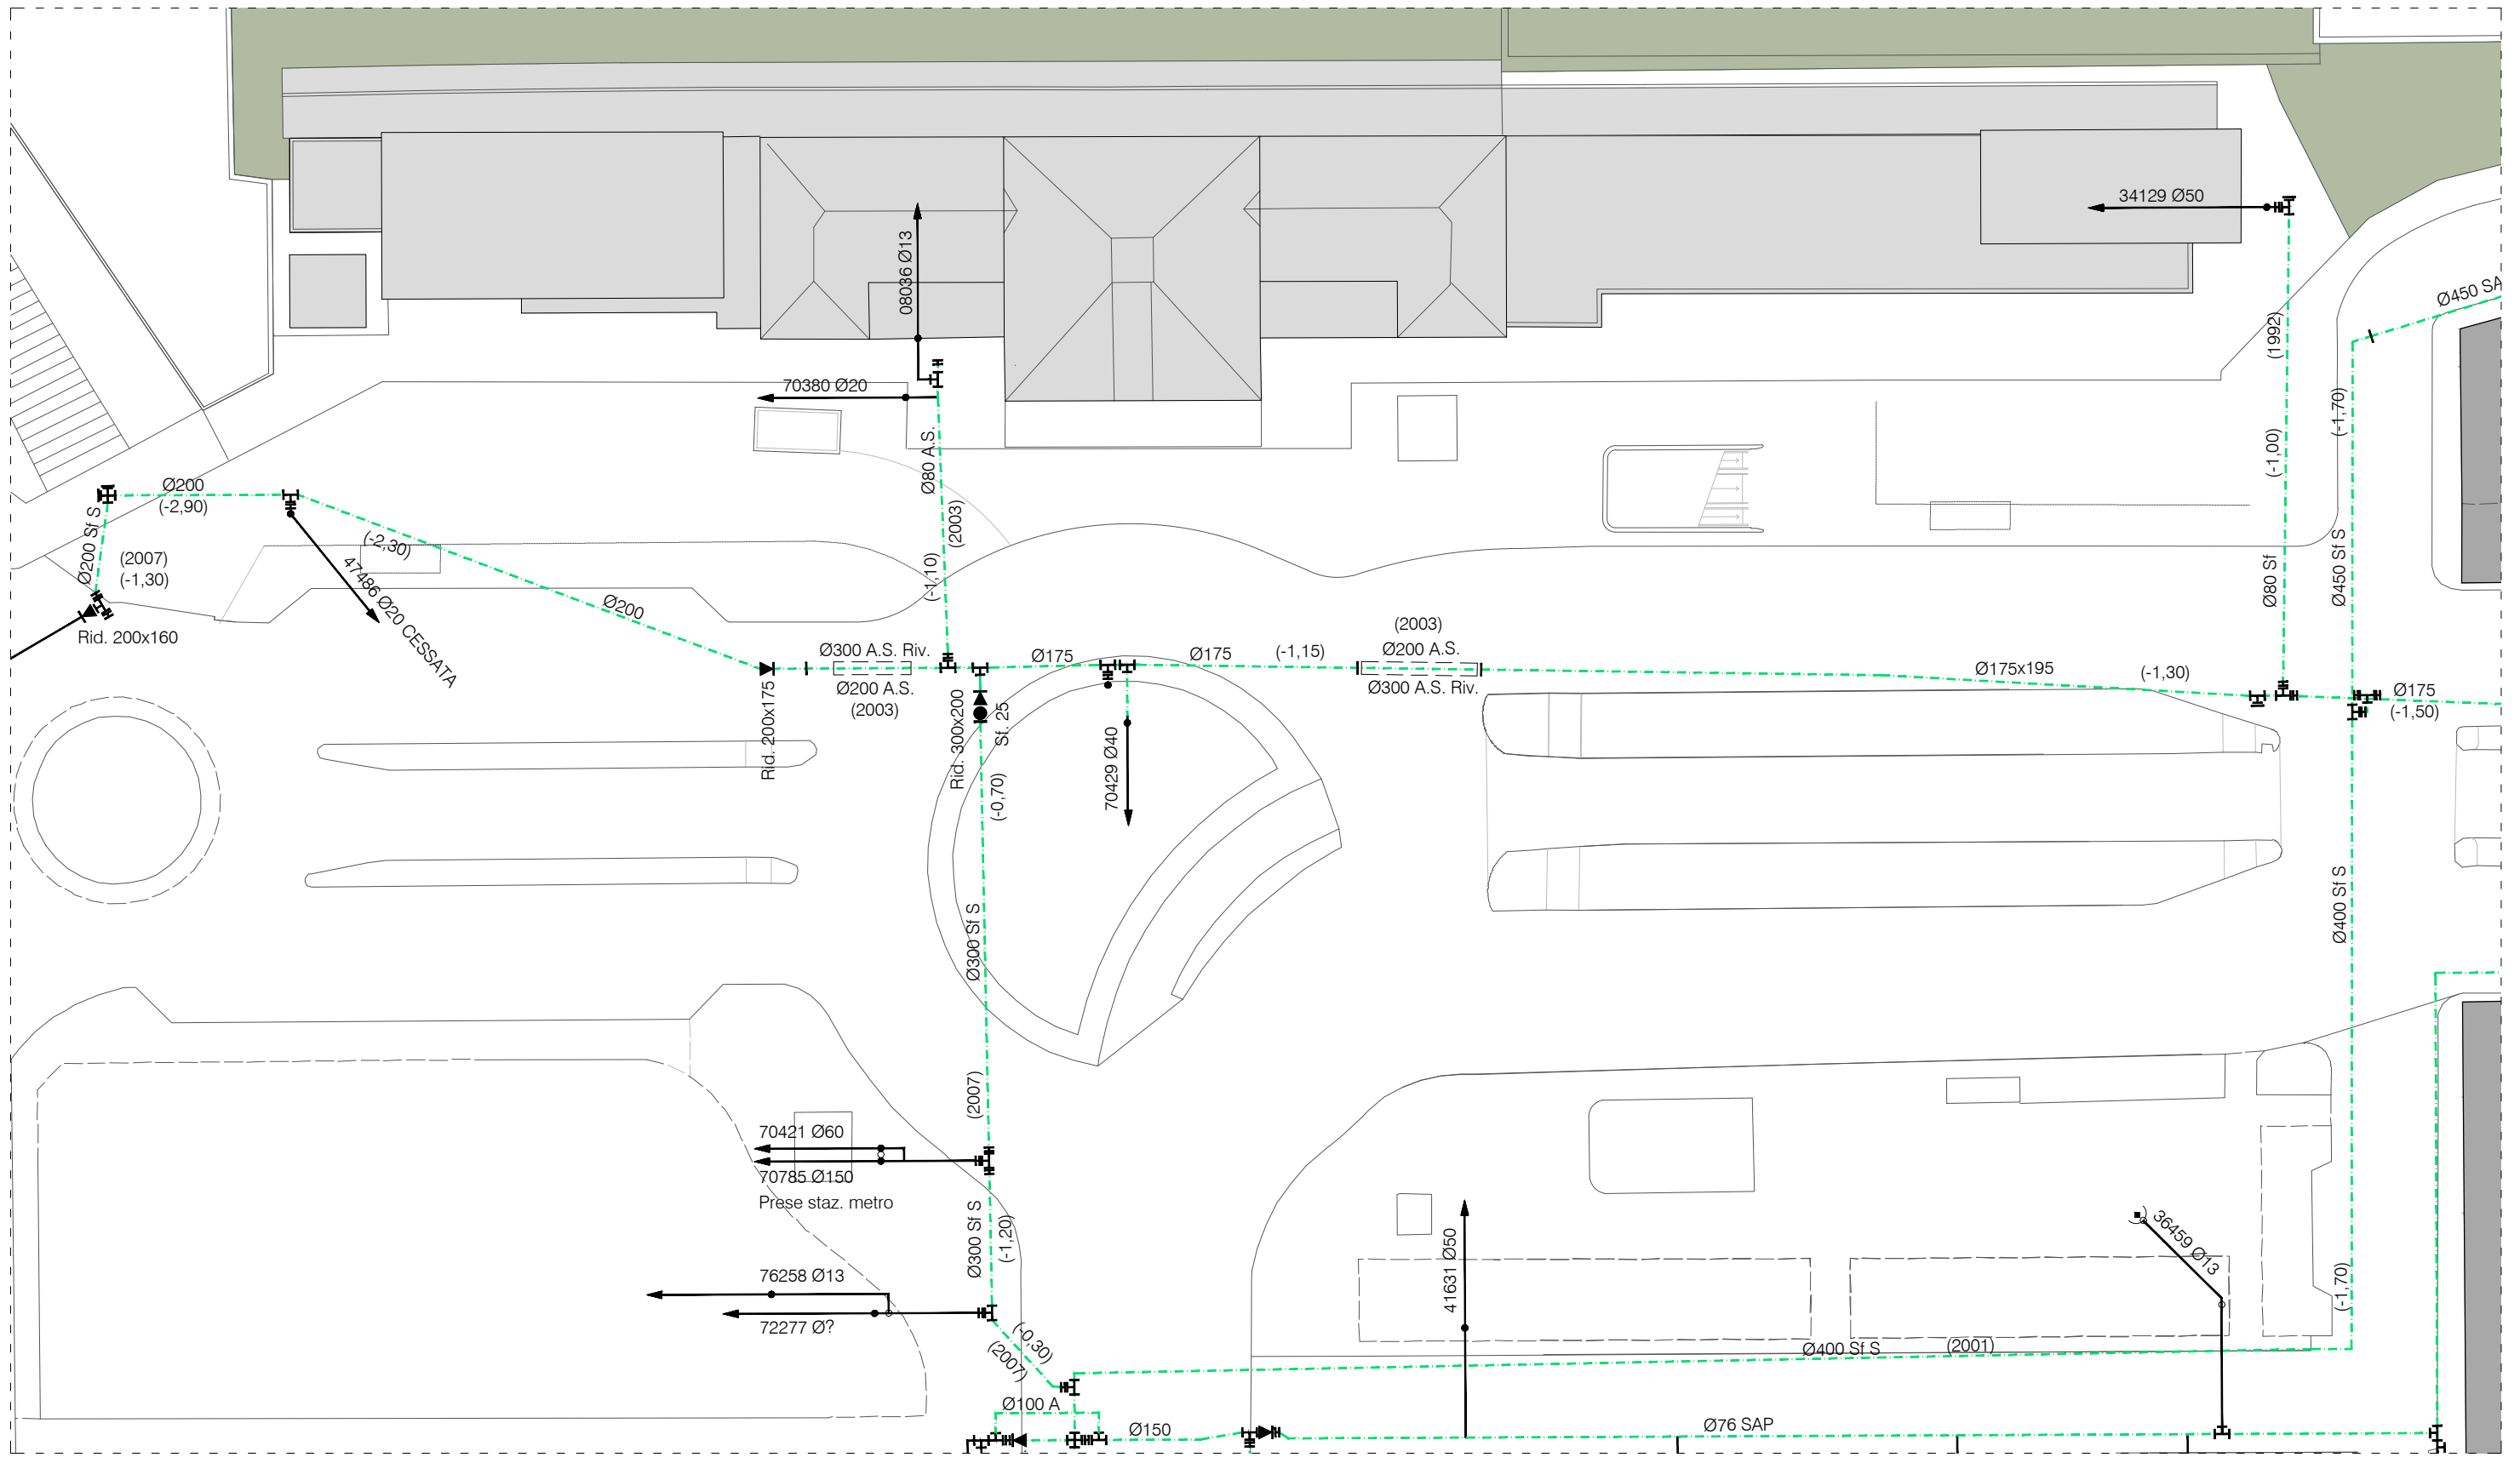 34129 Ø50
08036 Ø13
(1992)
Ø450 SA
70380 Ø20
(-1,70)
Ø80 A.S.
(-1,00)
Ø200
(-2,90)
Ø200 Sf S
(2007)
(-1,30)
(-2,30)
(2003)
(-1,10)
47486 Ø20 CESSATA
Ø200
Ø80 Sf
Ø450 Sf S
Rid. 200x160
Ø300 A.S. Riv.
Ø200 A.S.
(2003)
Ø175
Ø175
(-1,15)
(2003)
Ø200 A.S.
Ø300 A.S. Riv.
Ø175x195
(-1,30)
Ø175
(-1,50)
Rid. 200x175
Rid. 300x200
Sf. 25
(-0,70)
70429 Ø40
Ø300 Sf S
Ø400 Sf S
(2007)
70421 Ø60
70785 Ø150
Prese staz. metro
Ø300 Sf S
(-1,20)
76258 Ø13
72277 Ø?
41631 Ø50
36459 Ø13
(-1,70)
(-0,30)
(2007)
Ø400 Sf S
(2001)
Ø100 A
Ø150
Ø76 SAP